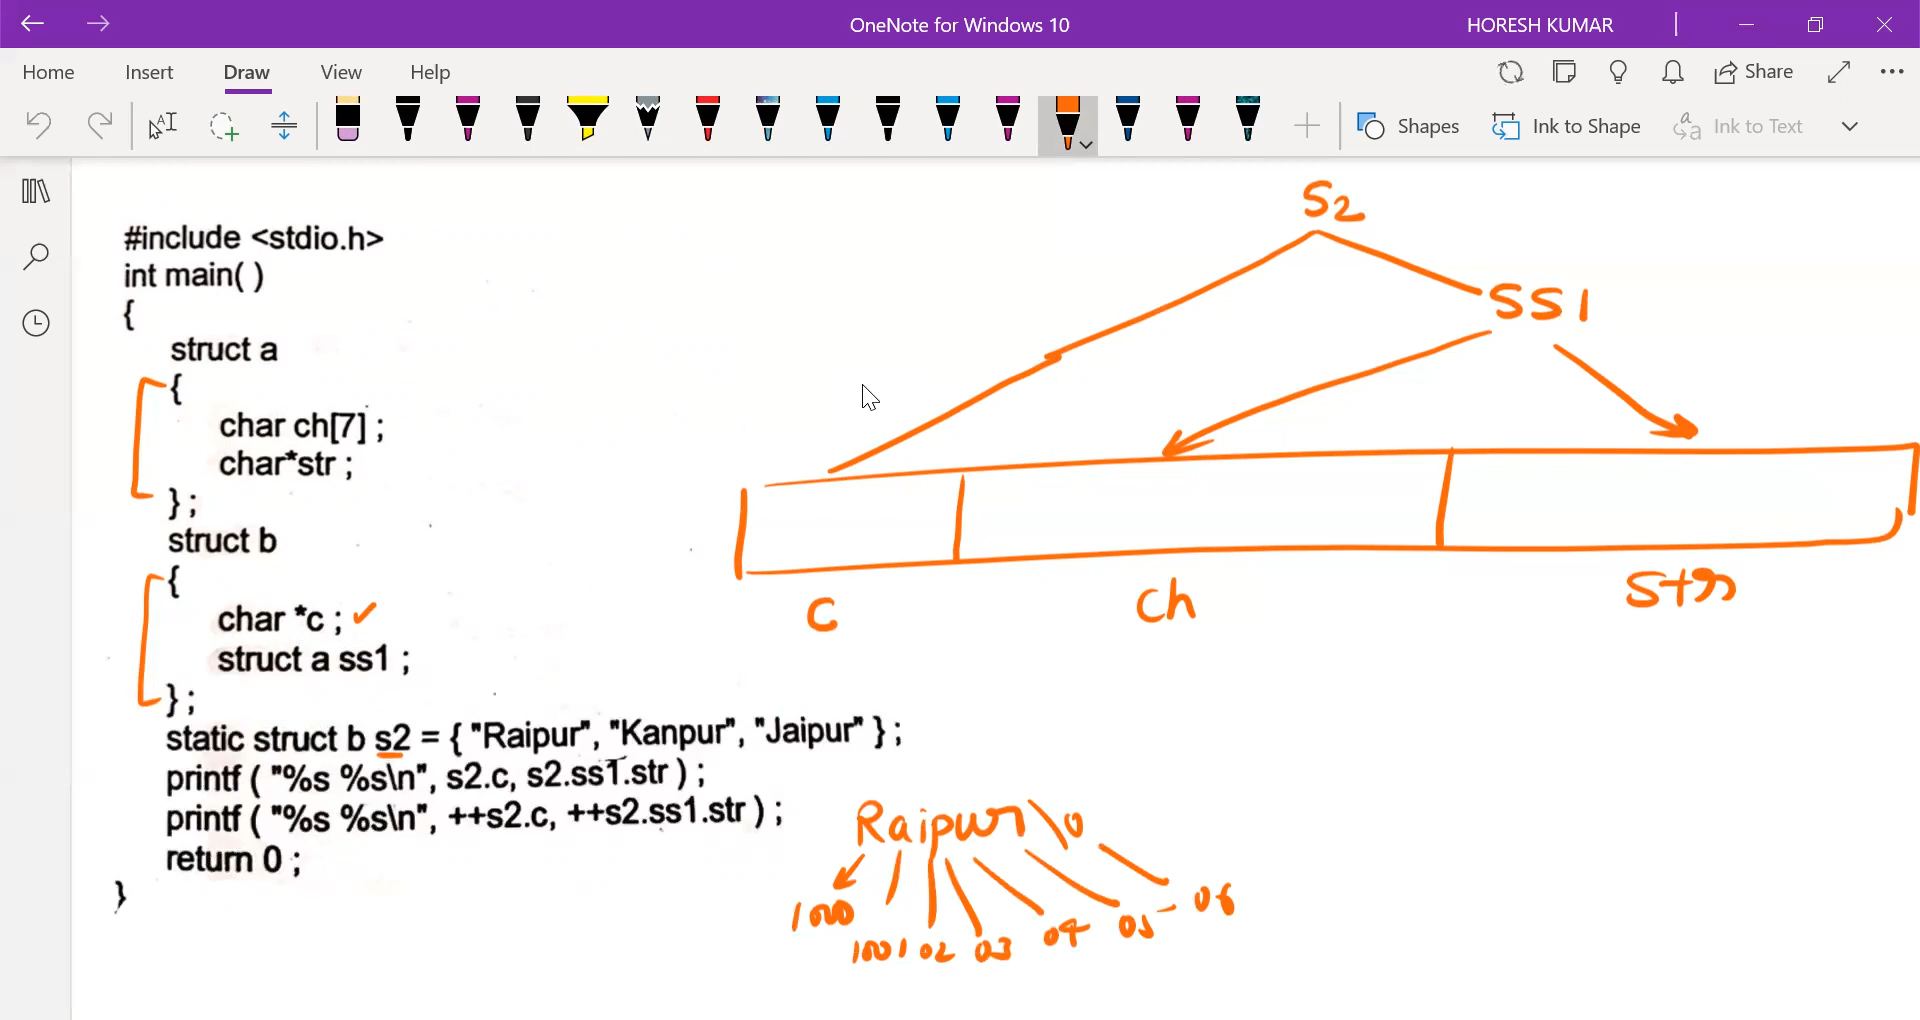 OneNote for Windows 10
HORESH KUMAR
Home Insert Draw View Help
Share
Shapes Ink to Shape Ink to Text
#include <stdio.h>
int main( )
{
struct a
{
char ch[7] ;
char*str ;
} ;
struct b
{
char *c ;
struct a ss1 ;
} ;
static struct b s2 = { "Raipur", "Kanpur", "Jaipur" } ;
printf ( "%s %s\n", s2.c, s2.ss1.str ) ;
printf ( "%s %s\n", ++s2.c, ++s2.ss1.str ) ;
return 0 ;
}
S2
SS1
C ch str
Raipur\0
1000 1001 02 03 04 05 06